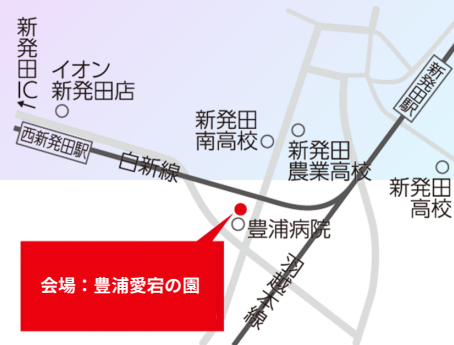 新発田IC←
イオン
新発田店
新発田駅
西新発田駅
白新線
新発田
南高校
新発田
農業高校
新発田
高校
豊浦病院
会場：豊浦愛宕の園
羽越本線